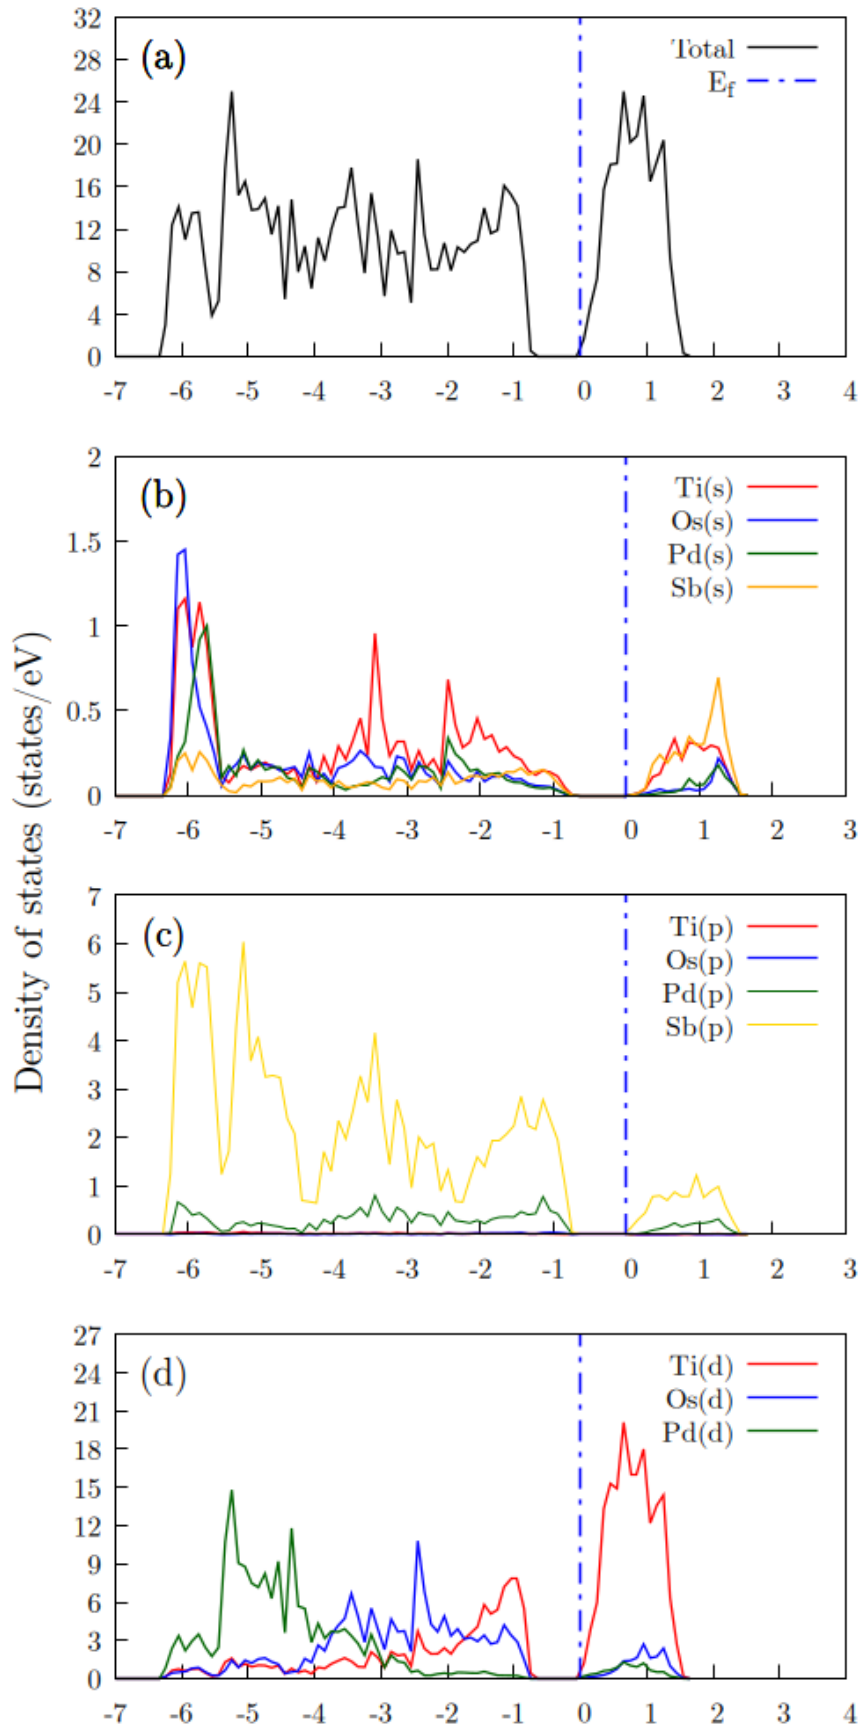 Density of states (states/eV)
(a)
Total
E_f
32
28
24
20
16
12
8
4
0
-7 -6 -5 -4 -3 -2 -1 0 1 2 3 4
(b)
Ti(s)
Os(s)
Pd(s)
Sb(s)
2
1.5
1
0.5
0
-7 -6 -5 -4 -3 -2 -1 0 1 2 3
(c)
Ti(p)
Os(p)
Pd(p)
Sb(p)
7
6
5
4
3
2
1
0
-7 -6 -5 -4 -3 -2 -1 0 1 2 3
(d)
Ti(d)
Os(d)
Pd(d)
27
24
21
18
15
12
9
6
3
0
-7 -6 -5 -4 -3 -2 -1 0 1 2 3 4